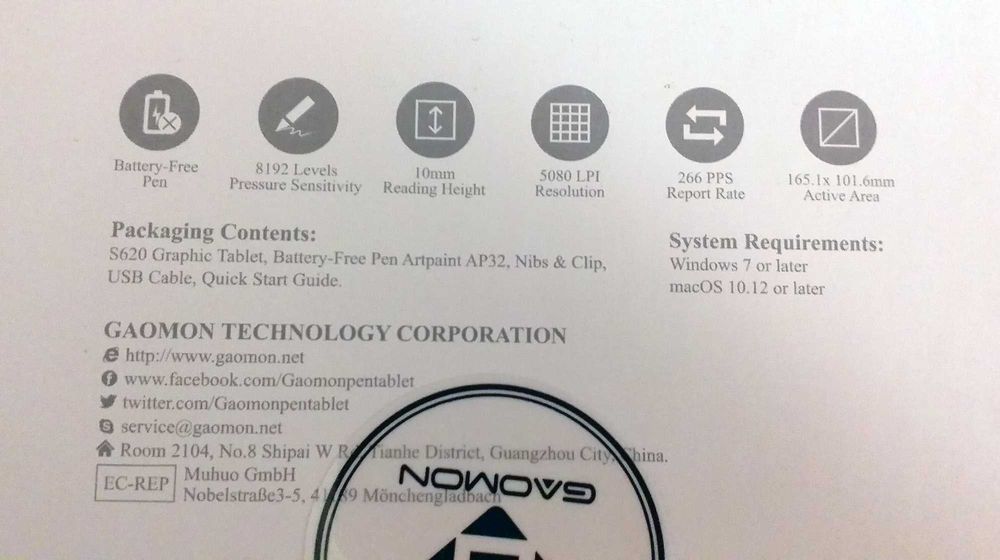 Battery-Free
Pen
8192 Levels
Pressure Sensitivity
10mm
Reading Height
5080 LPI
Resolution
266 PPS
Report Rate
165.1x 101.6mm
Active Area
Packaging Contents:
S620 Graphic Tablet, Battery-Free Pen Artpaint AP32, Nibs & Clip,
USB Cable, Quick Start Guide.
System Requirements:
Windows 7 or later
macOS 10.12 or later
GAOMON TECHNOLOGY CORPORATION
http://www.gaomon.net
www.facebook.com/Gaomonpentablet
twitter.com/Gaomonpentablet
service@gaomon.net
Room 2104, No.8 Shipai W Tianhe District, Guangzhou City, China.
EC-REP
Muhuo GmbH
Nobelstraße3-5, Mönchengladbach
GAOMON